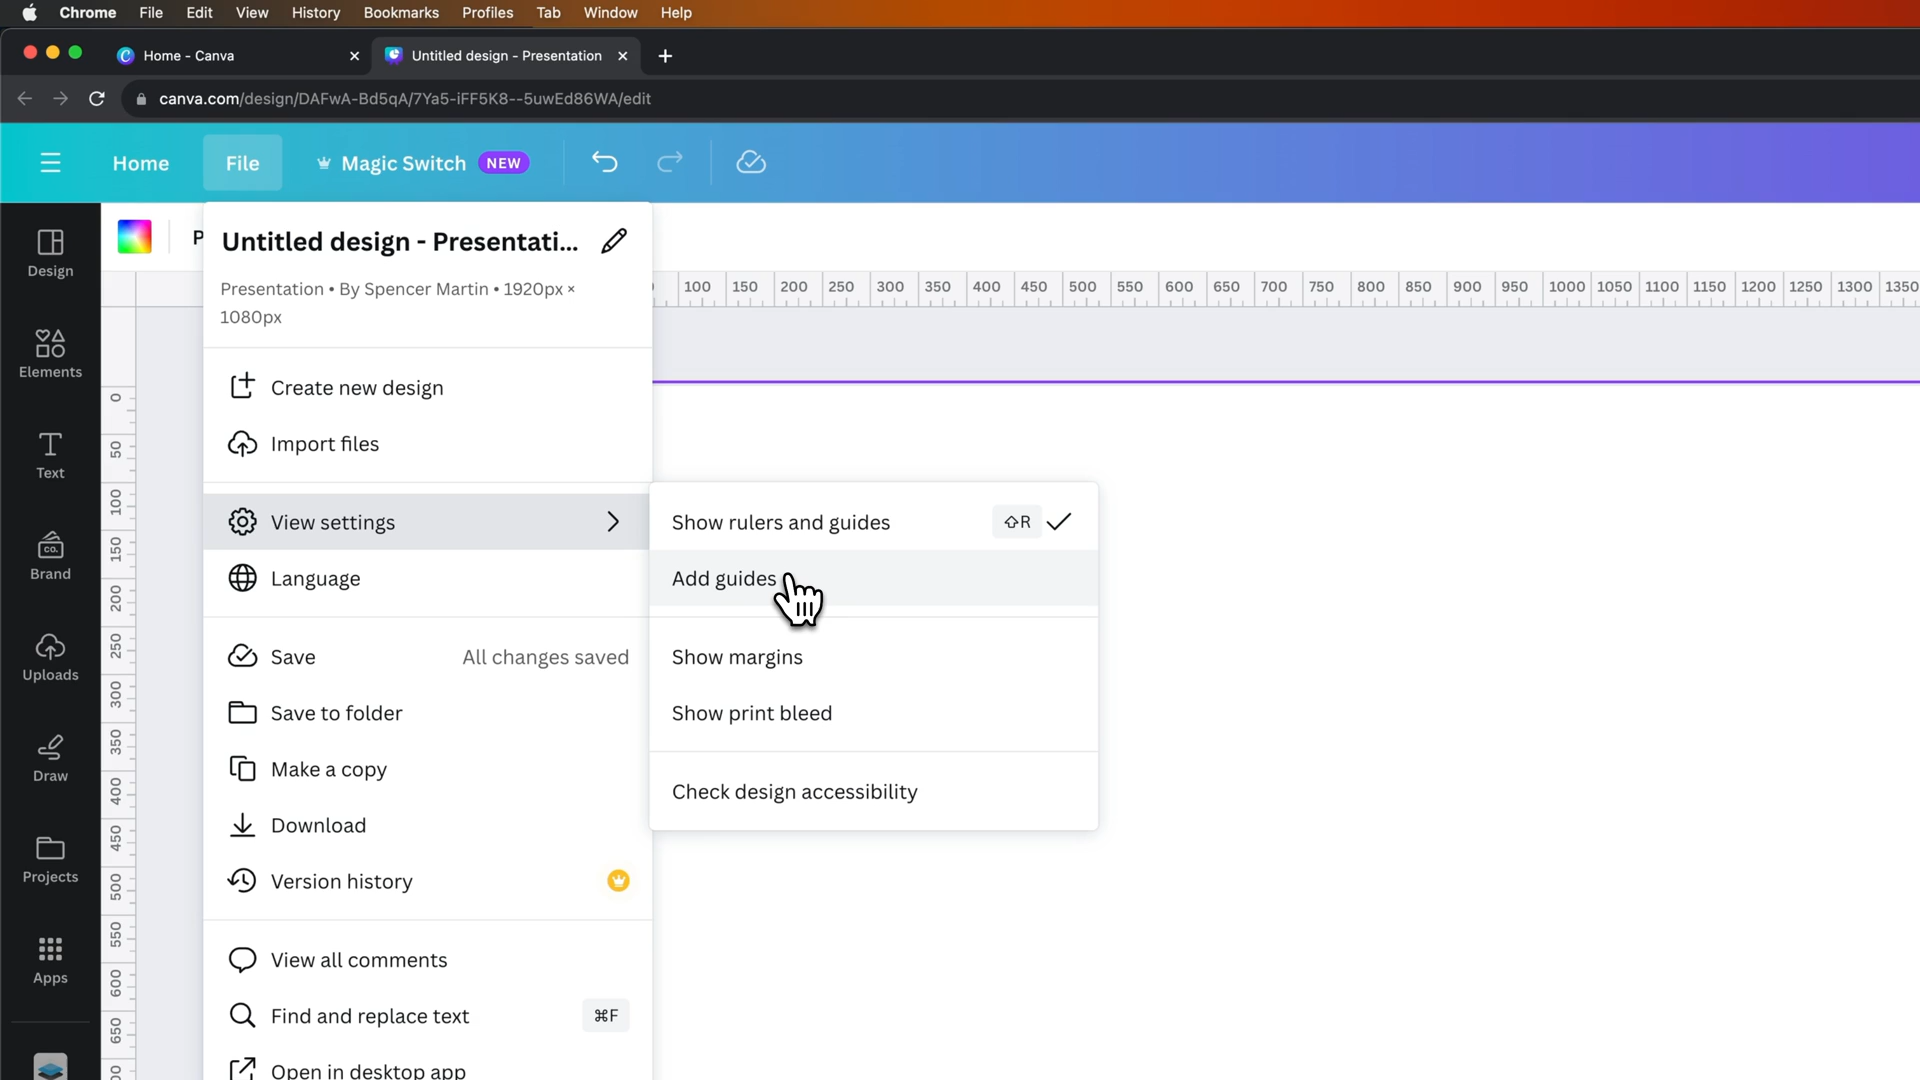 Chrome File Edit View History Bookmarks Profiles Tab Window Help
Home - Canva
Untitled design - Presentation
canva.com/design/DAFwA-Bd5qA/7Ya5-iFF5K8--5uwEd86WA/edit
Home File Magic Switch NEW
P
Untitled design - Presentati...
Presentation • By Spencer Martin • 1920px ×
1080px
100 150 200 250 300 350 400 450 500 550 600 650 700 750 800 850 900 950 1000 1050 1100 1150 1200 1250 1300 1350
Design
Elements
Text
CO.
Brand
Uploads
Draw
Projects
Apps
0
50
100
150
200
250
300
350
400
450
500
550
600
650
Create new design
Import files
View settings
Language
Save All changes saved
Save to folder
Make a copy
Download
Version history
View all comments
Find and replace text ⌘F
Open in desktop app
Show rulers and guides ⇧R
Add guides
Show margins
Show print bleed
Check design accessibility